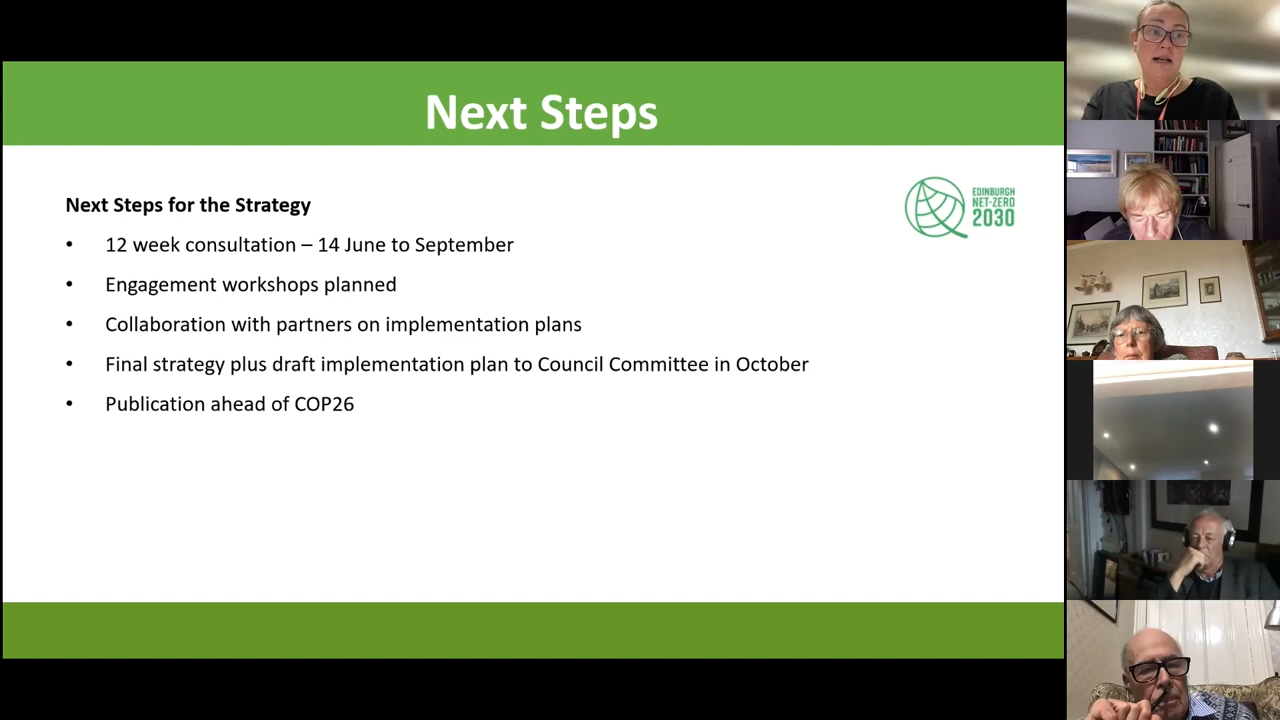 Next Steps
EDINBURGH
NET-ZERO
2030
Next Steps for the Strategy
• 12 week consultation – 14 June to September
• Engagement workshops planned
• Collaboration with partners on implementation plans
• Final strategy plus draft implementation plan to Council Committee in October
• Publication ahead of COP26